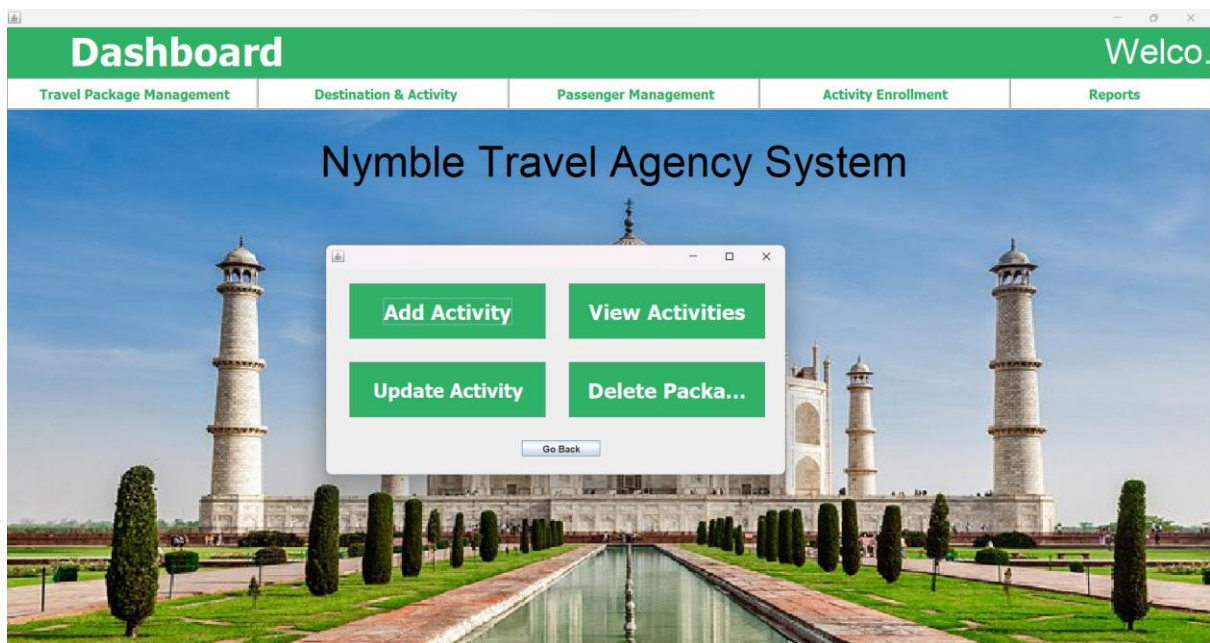 Dashboard
Welco.
Travel Package Management
Destination & Activity
Passenger Management
Activity Enrollment
Reports
Nymble Travel Agency System
Add Activity
View Activities
Update Activity
Delete Packa...
Go Back